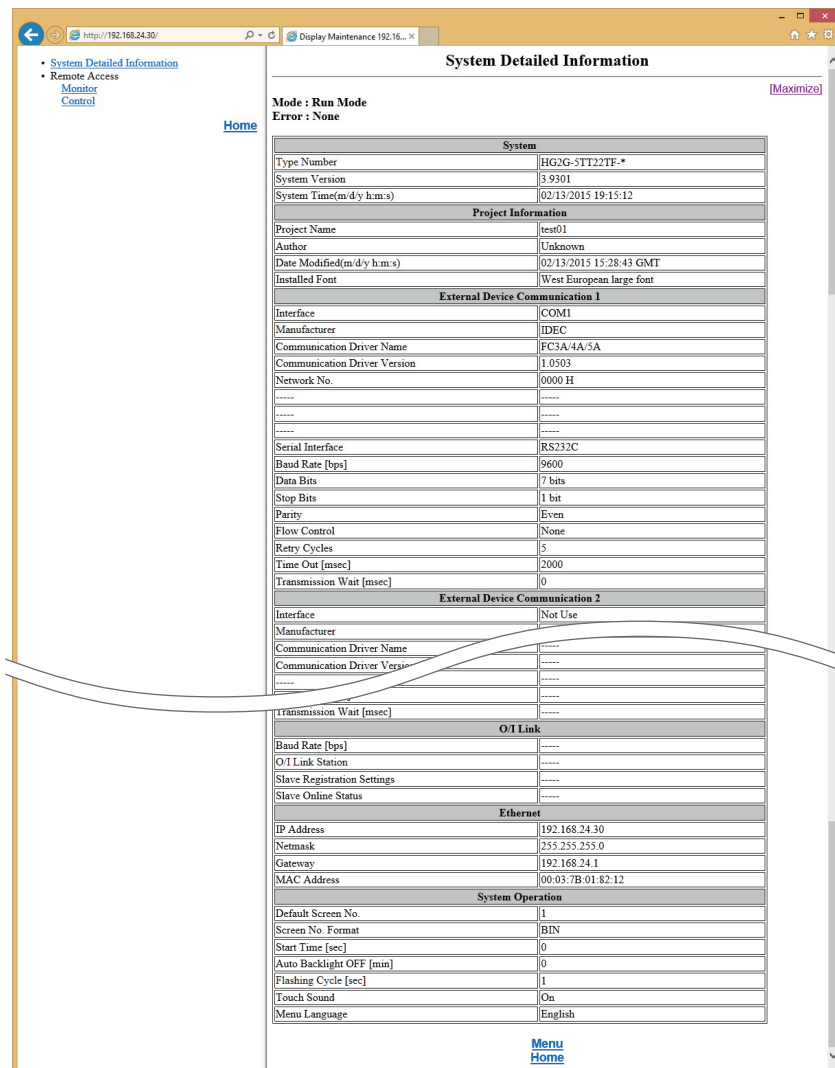 http://192.168.24.30/
Display Maintenance 192.16...
System Detailed Information
Remote Access
Monitor
Control
Home
System Detailed Information
[Maximize]
Mode : Run Mode
Error : None
System
Type Number HG2G-5TT22TF-*
System Version 3.9301
System Time(m/d/y h:m:s) 02/13/2015 19:15:12
Project Information
Project Name test01
Author Unknown
Date Modified(m/d/y h:m:s) 02/13/2015 15:28:43 GMT
Installed Font West European large font
External Device Communication 1
Interface COM1
Manufacturer IDEC
Communication Driver Name FC3A/4A/5A
Communication Driver Version 1.0503
Network No. 0000 H
----- -----
----- -----
----- -----
Serial Interface RS232C
Baud Rate [bps] 9600
Data Bits 7 bits
Stop Bits 1 bit
Parity Even
Flow Control None
Retry Cycles 5
Time Out [msec] 2000
Transmission Wait [msec] 0
External Device Communication 2
Interface Not Use
Manufacturer
Communication Driver Name -----
Communication Driver Versio -----
----- -----
-----
Transmission Wait [msec] -----
O/I Link
Baud Rate [bps] -----
O/I Link Station -----
Slave Registration Settings -----
Slave Online Status -----
Ethernet
IP Address 192.168.24.30
Netmask 255.255.255.0
Gateway 192.168.24.1
MAC Address 00:03:7B:01:82:12
System Operation
Default Screen No. 1
Screen No. Format BIN
Start Time [sec] 0
Auto Backlight OFF [min] 0
Flashing Cycle [sec] 1
Touch Sound On
Menu Language English
Menu
Home